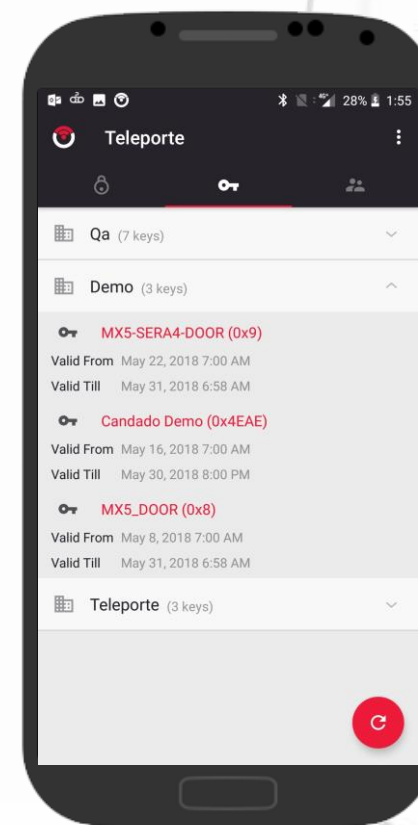 28% 1:55
Teleporte
Qa (7 keys)
Demo (3 keys)
MX5-SERA4-DOOR (0x9)
Valid From May 22, 2018 7:00 AM
Valid Till May 31, 2018 6:58 AM
Candado Demo (0x4EAE)
Valid From May 16, 2018 7:00 AM
Valid Till May 30, 2018 8:00 PM
MX5_DOOR (0x8)
Valid From May 8, 2018 7:00 AM
Valid Till May 31, 2018 6:58 AM
Teleporte (3 keys)